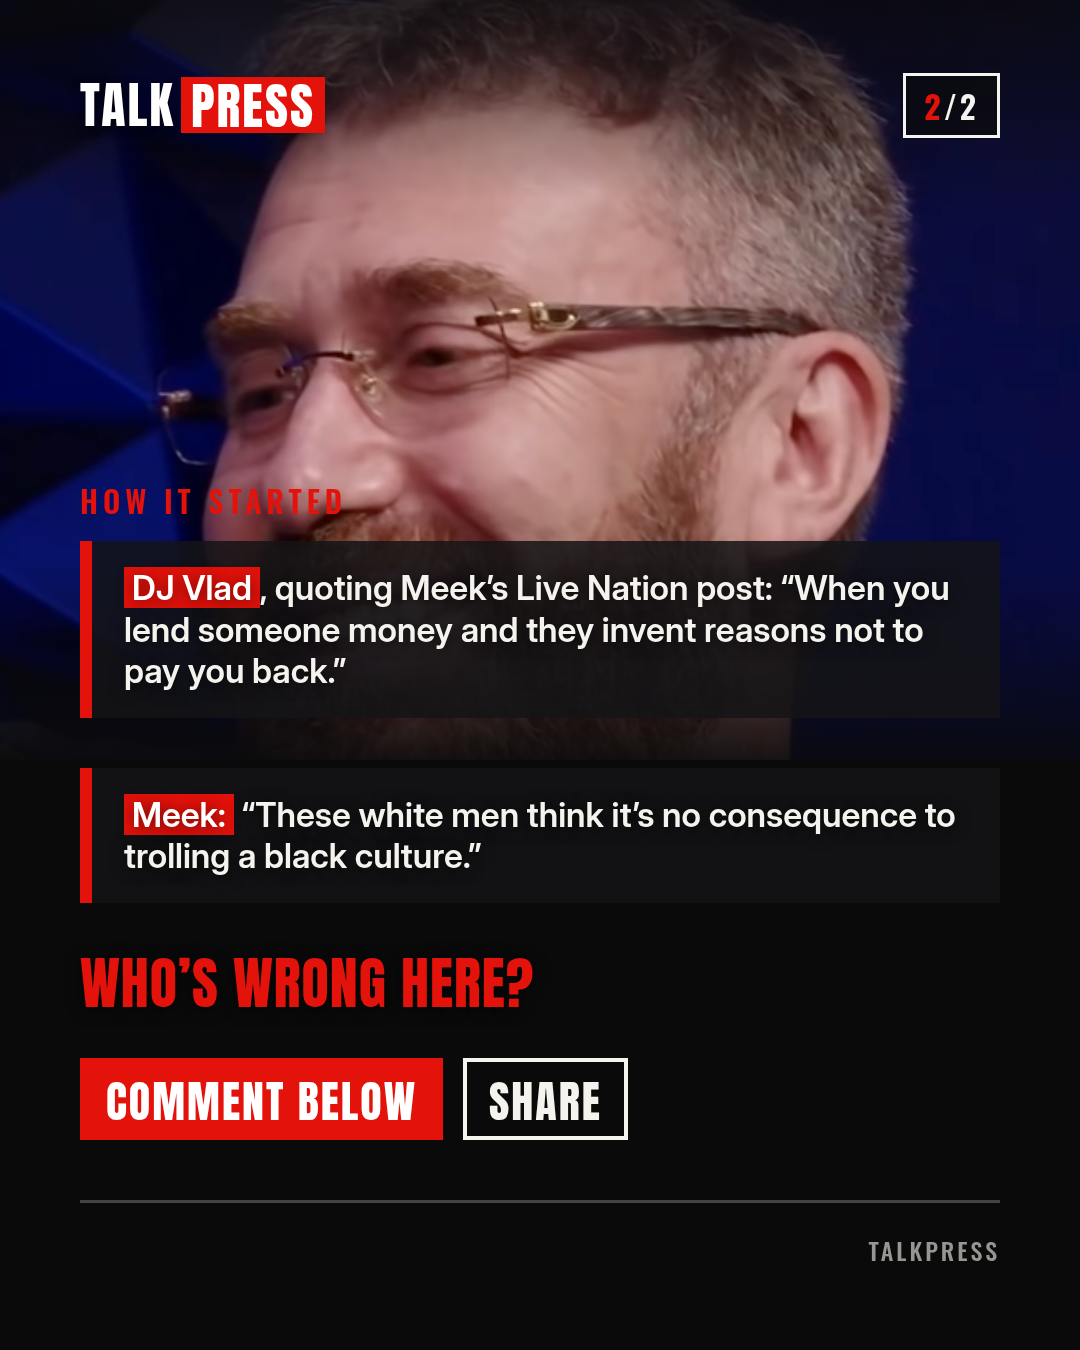 TALK PRESS
2/2
HOW IT STARTED
DJ Vlad, quoting Meek’s Live Nation post: “When you
lend someone money and they invent reasons not to
pay you back.”
Meek: “These white men think it’s no consequence to
trolling a black culture.”
WHO’S WRONG HERE?
COMMENT BELOW
SHARE
TALKPRESS